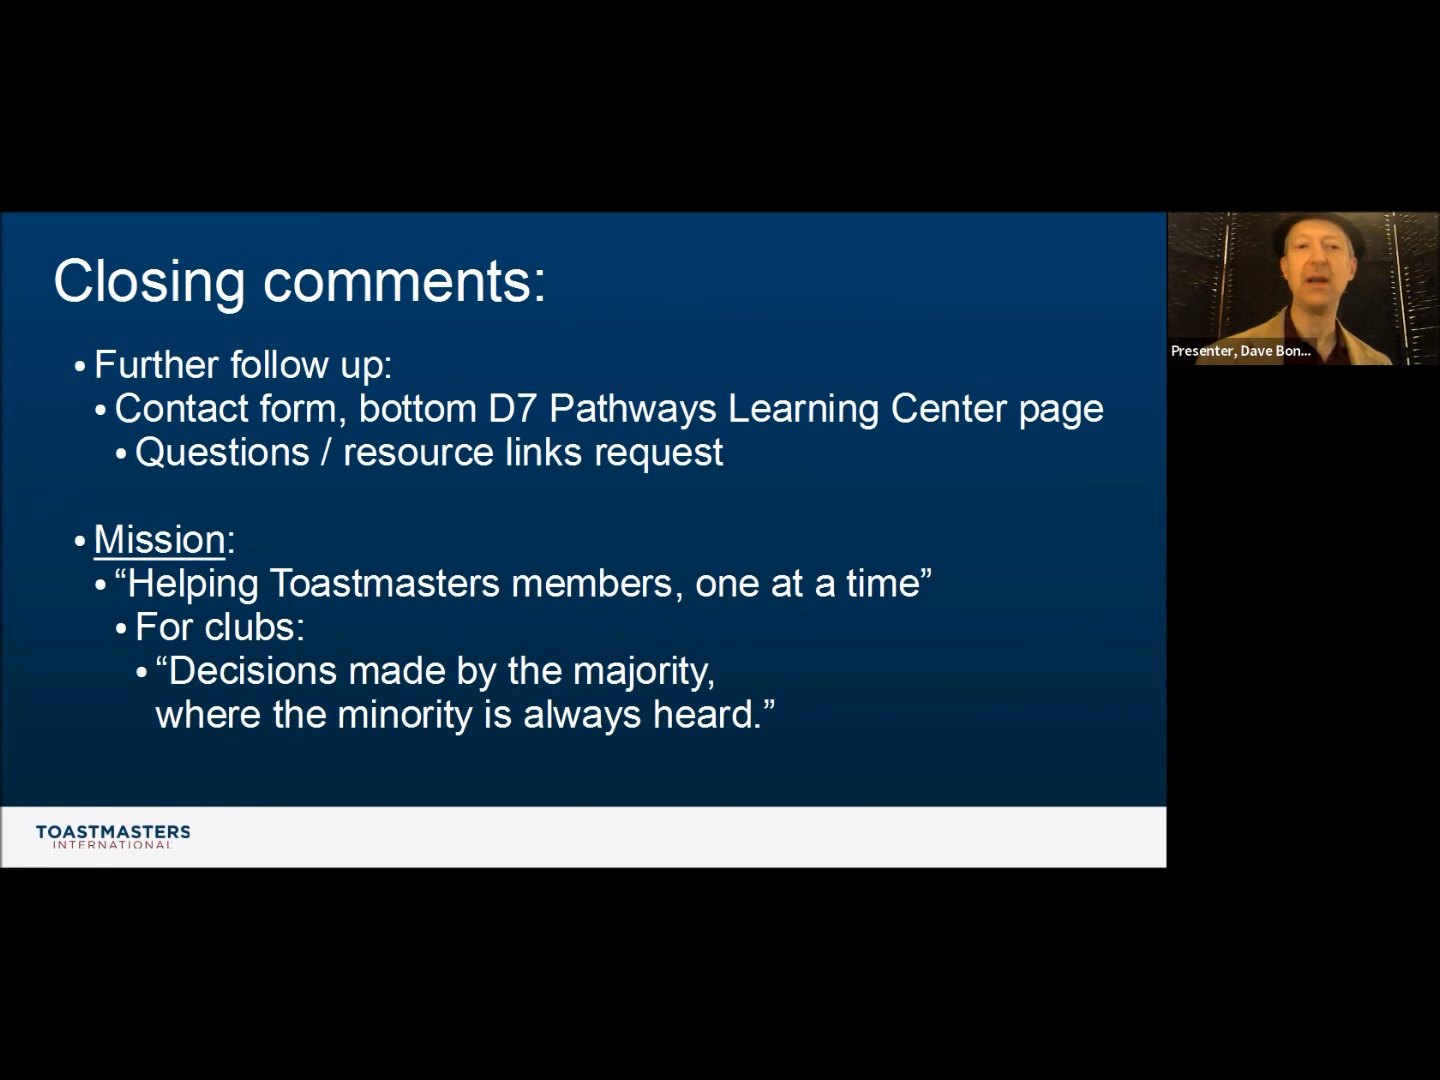 Closing comments:
• Further follow up:
• Contact form, bottom D7 Pathways Learning Center page
• Questions / resource links request
• Mission:
• “Helping Toastmasters members, one at a time”
• For clubs:
• “Decisions made by the majority,
where the minority is always heard.”
Presenter, Dave Bon...
TOASTMASTERS
INTERNATIONAL